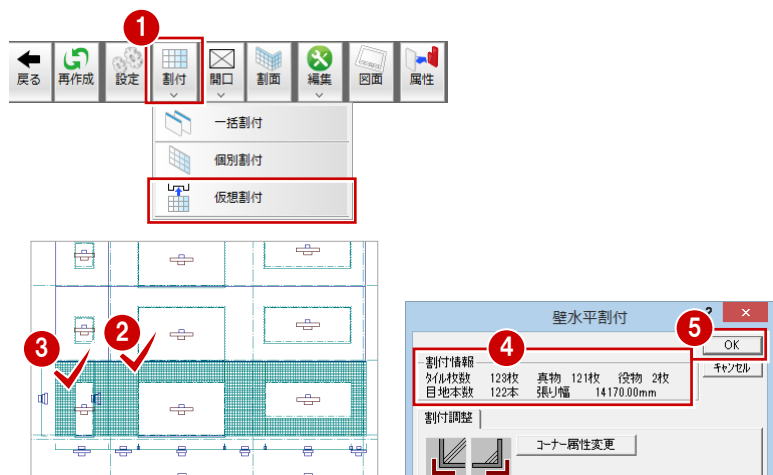 1
戻る 再作成 設定 割付 開口 割面 編集 図面 属性
一括割付
個別割付
仮想割付
2
3
壁水平割付
?
×
5
OK
キャンセル
4
割付情報
タイル枚数 123枚 真物 121枚 役物 2枚
目地本数 122本 張り幅 14170.00mm
割付調整
コーナー属性変更